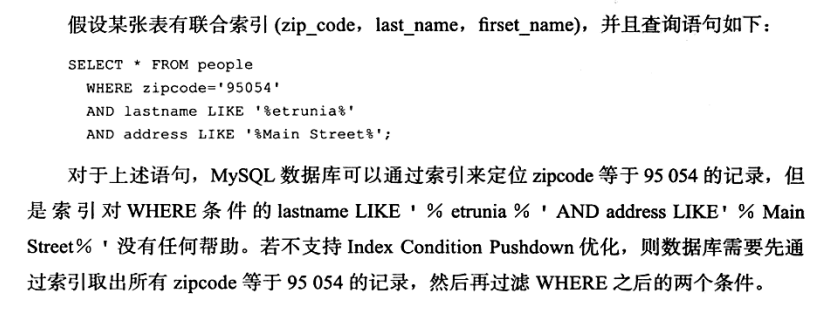 假设某张表有联合索引 (zip_code，last_name，firset_name)，并且查询语句如下：
SELECT * FROM people
WHERE zipcode='95054'
AND lastname LIKE '%etrunia%'
AND address LIKE '%Main Street%';
对于上述语句，MySQL 数据库可以通过索引来定位 zipcode 等于 95 054 的记录，但
是索引对 WHERE 条件的 lastname LIKE ' % etrunia % ' AND address LIKE' % Main
Street% ' 没有任何帮助。若不支持 Index Condition Pushdown 优化，则数据库需要先通
过索引取出所有 zipcode 等于 95 054 的记录，然后再过滤 WHERE 之后的两个条件。